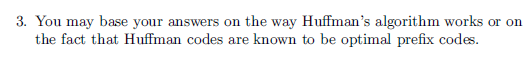 3. You may base your answers on the way Huffman's algorithm works or on
the fact that Huffman codes are known to be optimal prefix codes.